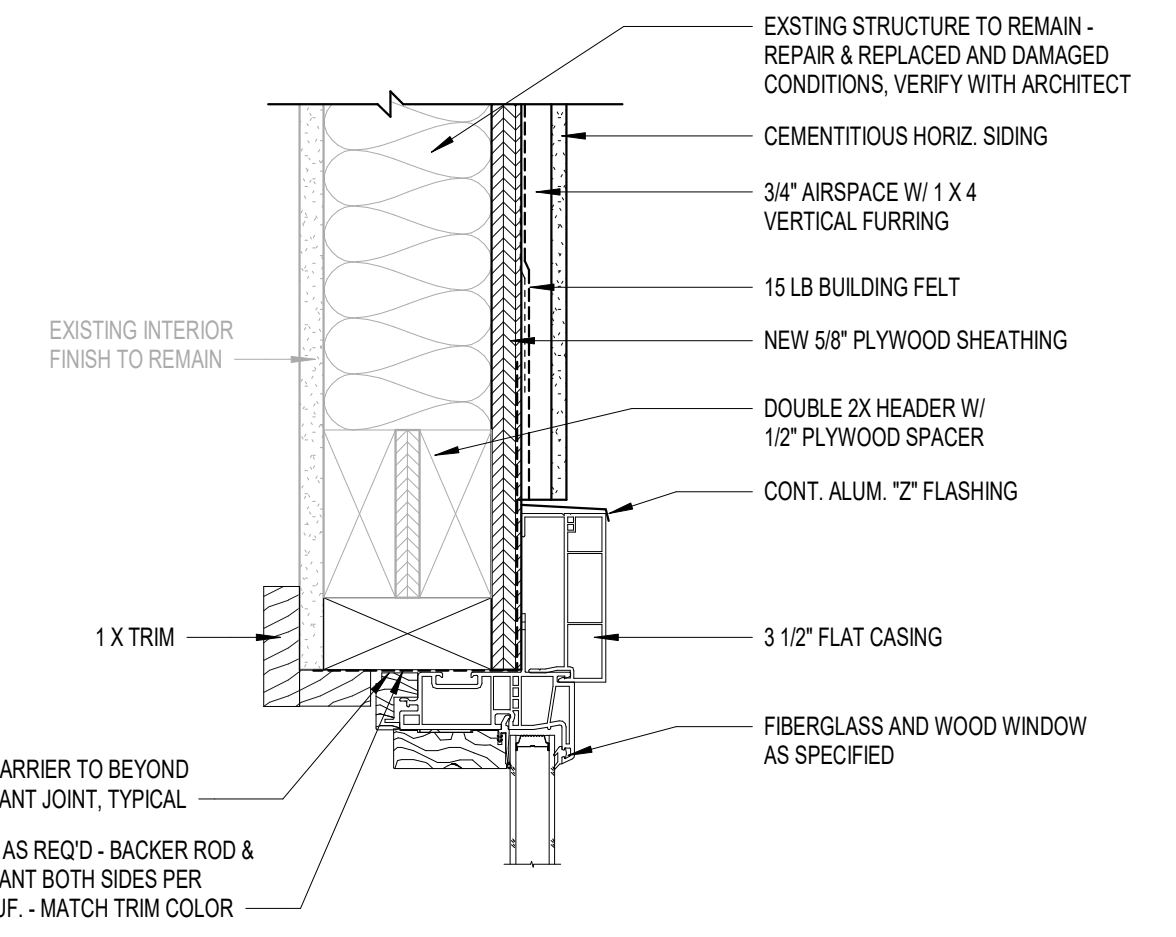 EXSTING STRUCTURE TO REMAIN -
REPAIR & REPLACED AND DAMAGED
CONDITIONS, VERIFY WITH ARCHITECT
CEMENTITIOUS HORIZ. SIDING
3/4" AIRSPACE W/ 1 X 4
VERTICAL FURRING
15 LB BUILDING FELT
NEW 5/8" PLYWOOD SHEATHING
DOUBLE 2X HEADER W/
1/2" PLYWOOD SPACER
CONT. ALUM. "Z" FLASHING
3 1/2" FLAT CASING
FIBERGLASS AND WOOD WINDOW
AS SPECIFIED
EXISTING INTERIOR
FINISH TO REMAIN
1 X TRIM
ARRIER TO BEYOND
ANT JOINT, TYPICAL
AS REQ'D - BACKER ROD &
ANT BOTH SIDES PER
UF. - MATCH TRIM COLOR